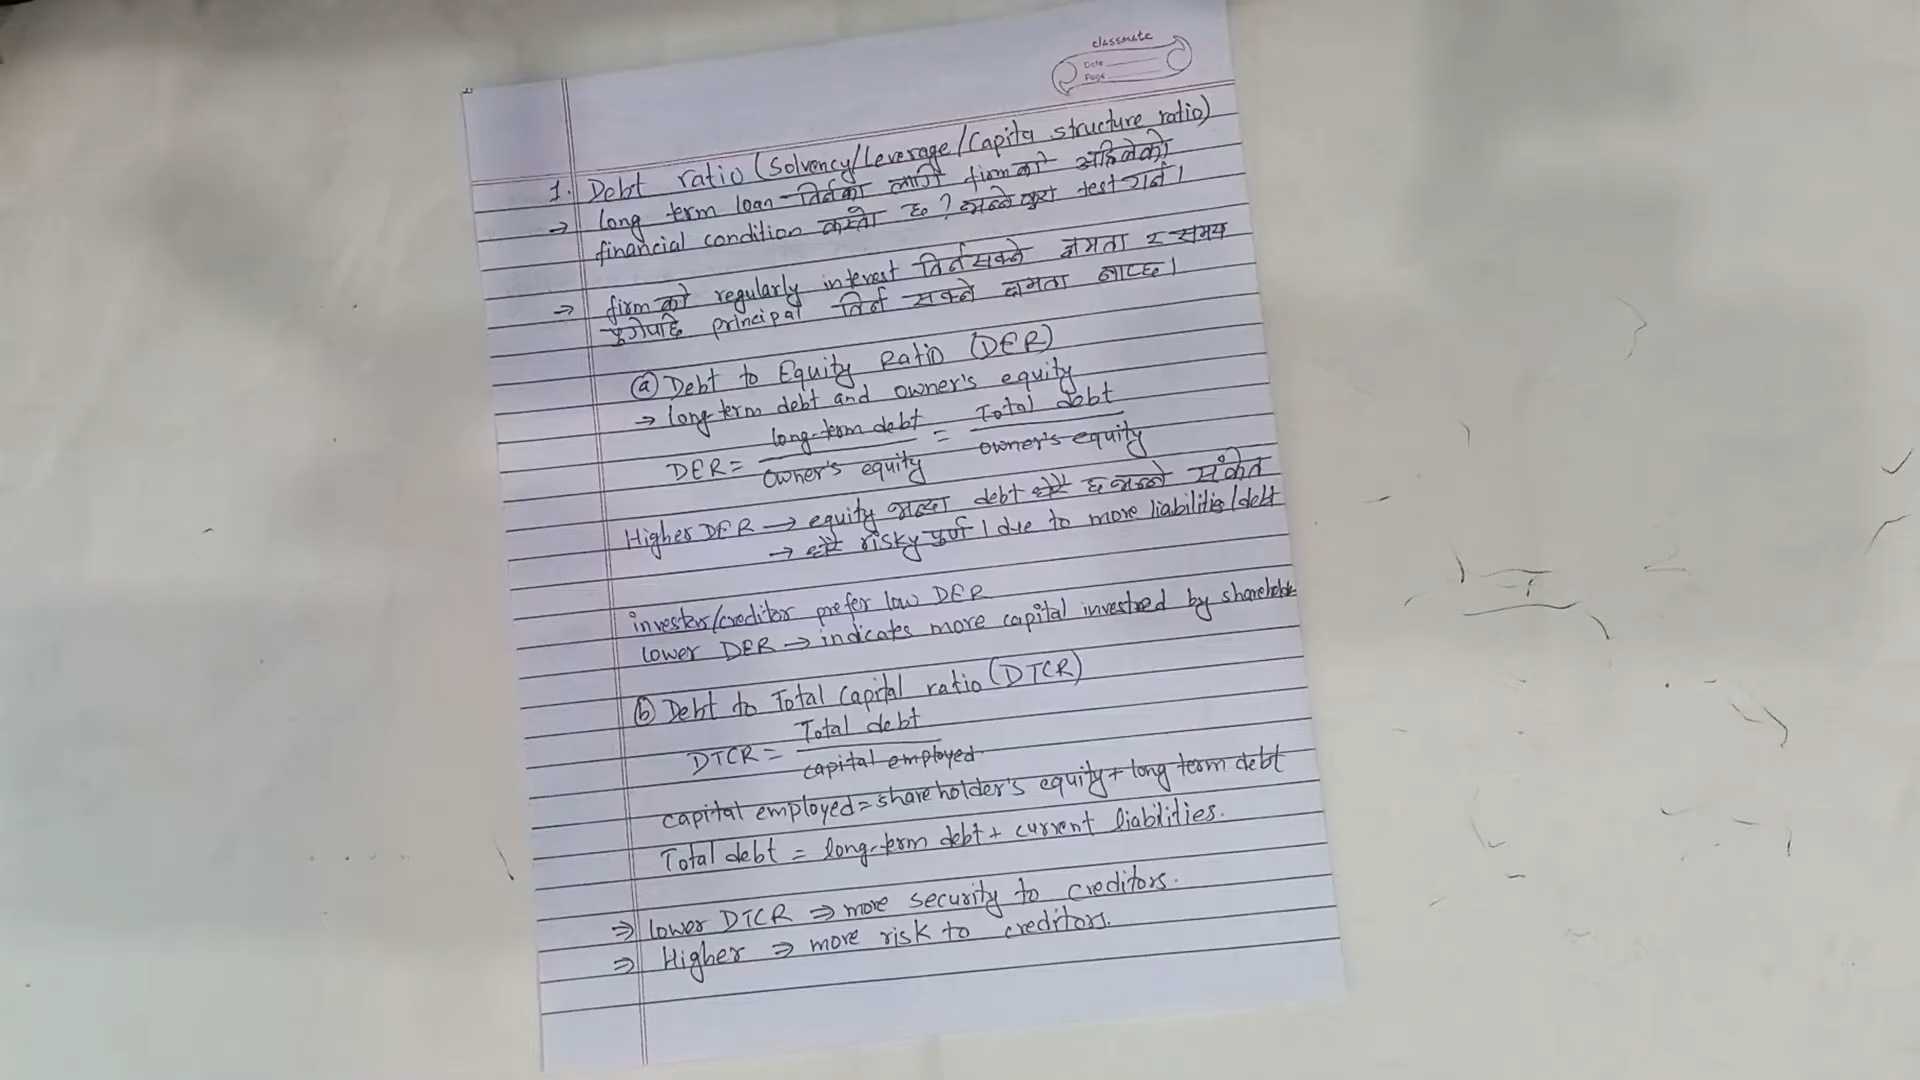 classmate
Date
Page
1. Debt ratio (Solvency/Leverage/Capita structure ratio)
→ long term loan तिर्नका लागि firm को अहिलेको
financial condition कस्तो छ? भन्ने कुरा test गर्न।
→ firm को regularly interest तिर्न सक्ने क्षमता र समय
पुगेपछि principal तिर्न सक्ने क्षमता नाप्छ।
ⓐ Debt to Equity Ratio (DER)
→ long-term debt and owner's equity
DER = long-term debt / owner's equity = Total debt / owner's equity
Higher DER → equity भन्दा debt धेरै छ भन्ने संकेत
→ धेरै risky पूर्ण। due to more liabilities/debt
investors/creditor prefer low DER
lower DER → indicates more capital invested by shareholde
ⓑ Debt to Total Capital ratio (DTCR)
DTCR = Total debt / capital employed
capital employed = shareholder's equity + long term debt
Total debt = long-term debt + current liabilities.
⇒ lower DTCR ⇒ more security to creditors.
⇒ Higher ⇒ more risk to creditors.